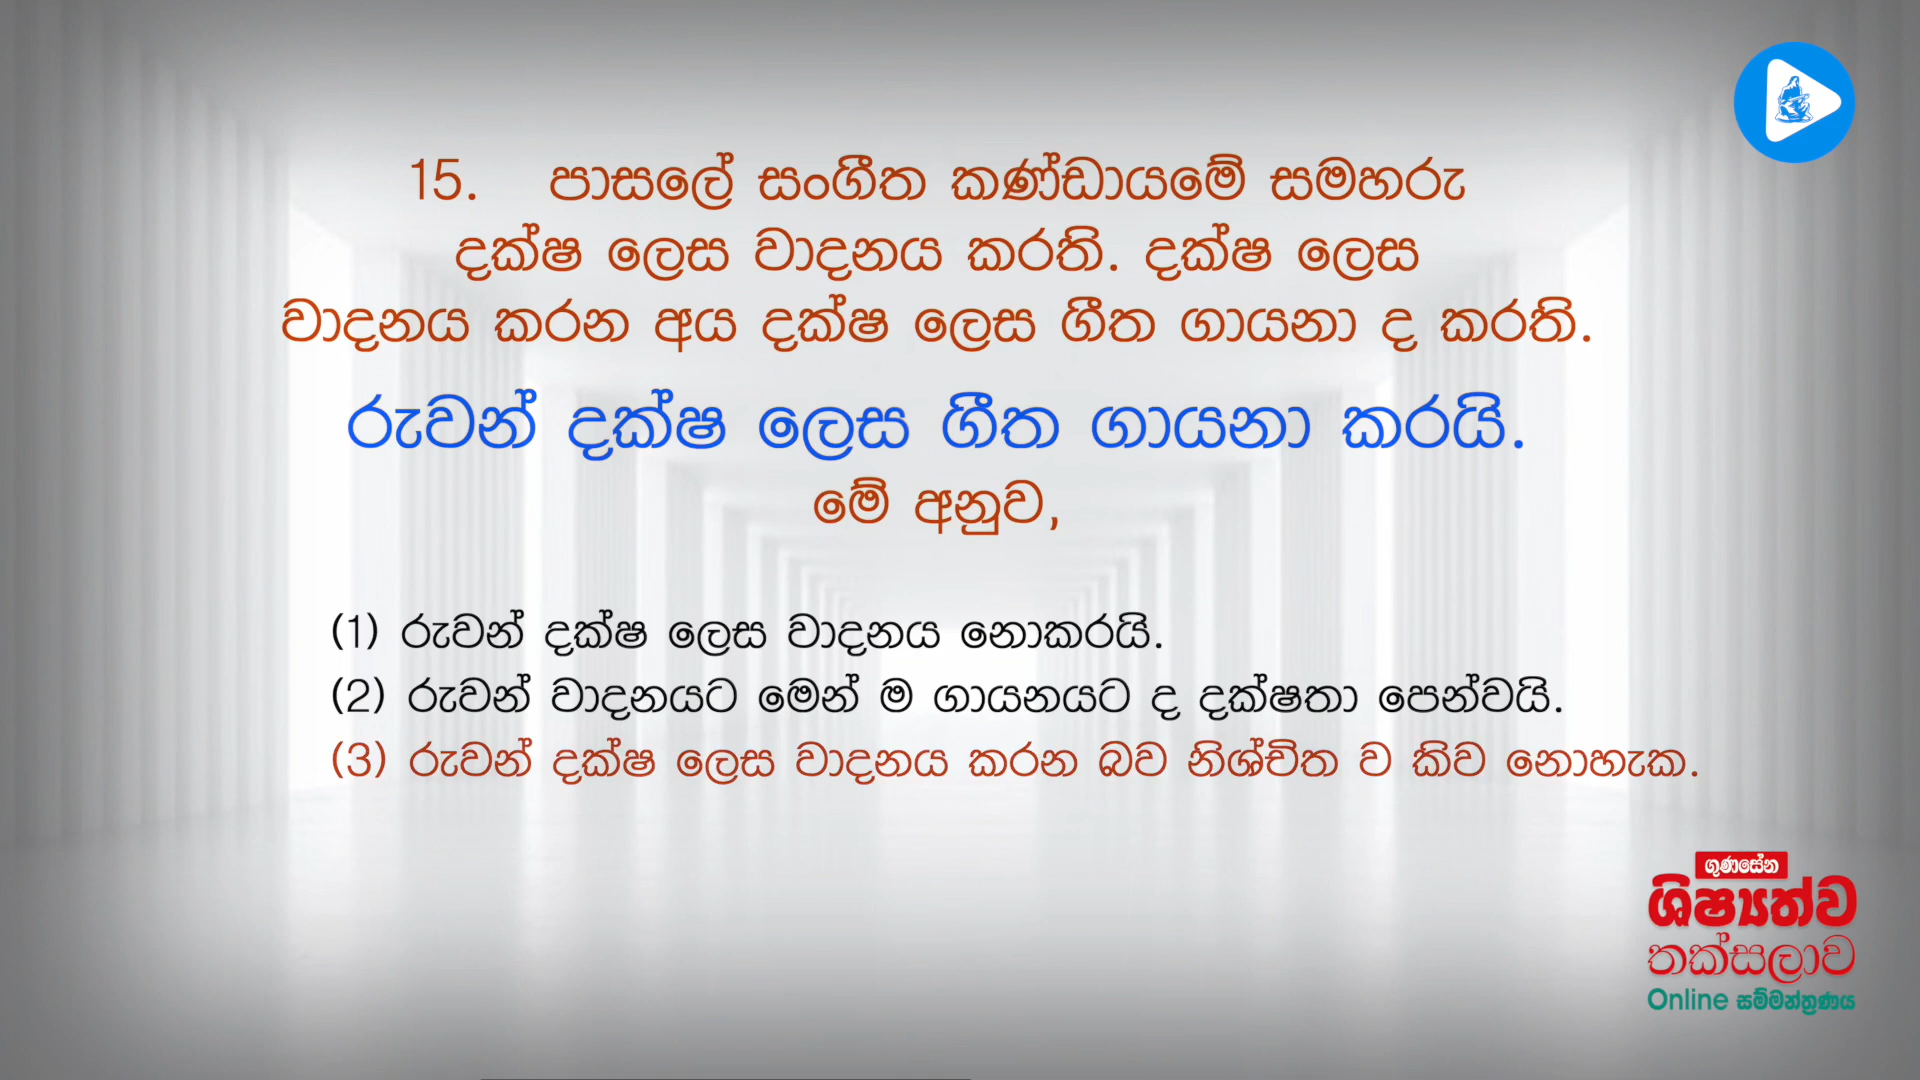 15. පාසලේ සංගීත කණ්ඩායමේ සමහරු
දක්ෂ ලෙස වාදනය කරති. දක්ෂ ලෙස
වාදනය කරන අය දක්ෂ ලෙස ගීත ගායනා ද කරති.
රුවන් දක්ෂ ලෙස ගීත ගායනා කරයි.
මේ අනුව,
(1) රුවන් දක්ෂ ලෙස වාදනය නොකරයි.
(2) රුවන් වාදනයට මෙන් ම ගායනයට ද දක්ෂතා පෙන්වයි.
(3) රුවන් දක්ෂ ලෙස වාදනය කරන බව නිශ්චිත ව කිව නොහැක.
ගුණසේන
ශිෂ්‍යත්ව
තක්සලාව
Online සම්මන්ත්‍රණය